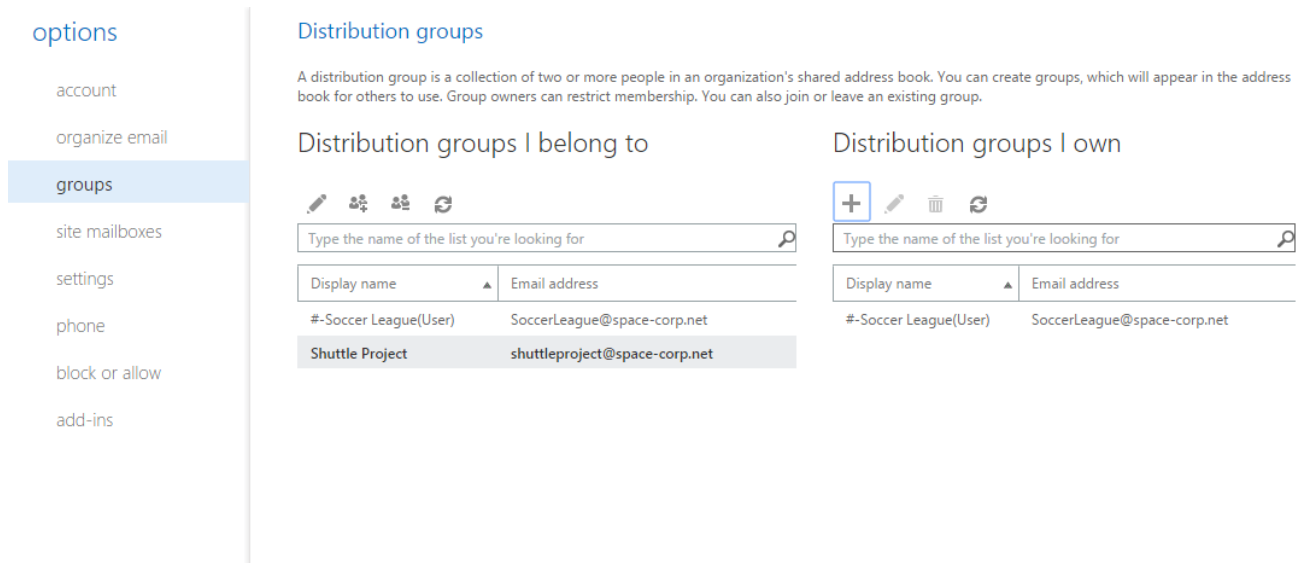 options
account
organize email
groups
site mailboxes
settings
phone
block or allow
add-ins
Distribution groups
A distribution group is a collection of two or more people in an organization's shared address book. You can create groups, which will appear in the address
book for others to use. Group owners can restrict membership. You can also join or leave an existing group.
Distribution groups I belong to
Type the name of the list you're looking for
Display name Email address
#-Soccer League(User) SoccerLeague@space-corp.net
Shuttle Project shuttleproject@space-corp.net
Distribution groups I own
Type the name of the list you're looking for
Display name Email address
#-Soccer League(User) SoccerLeague@space-corp.net